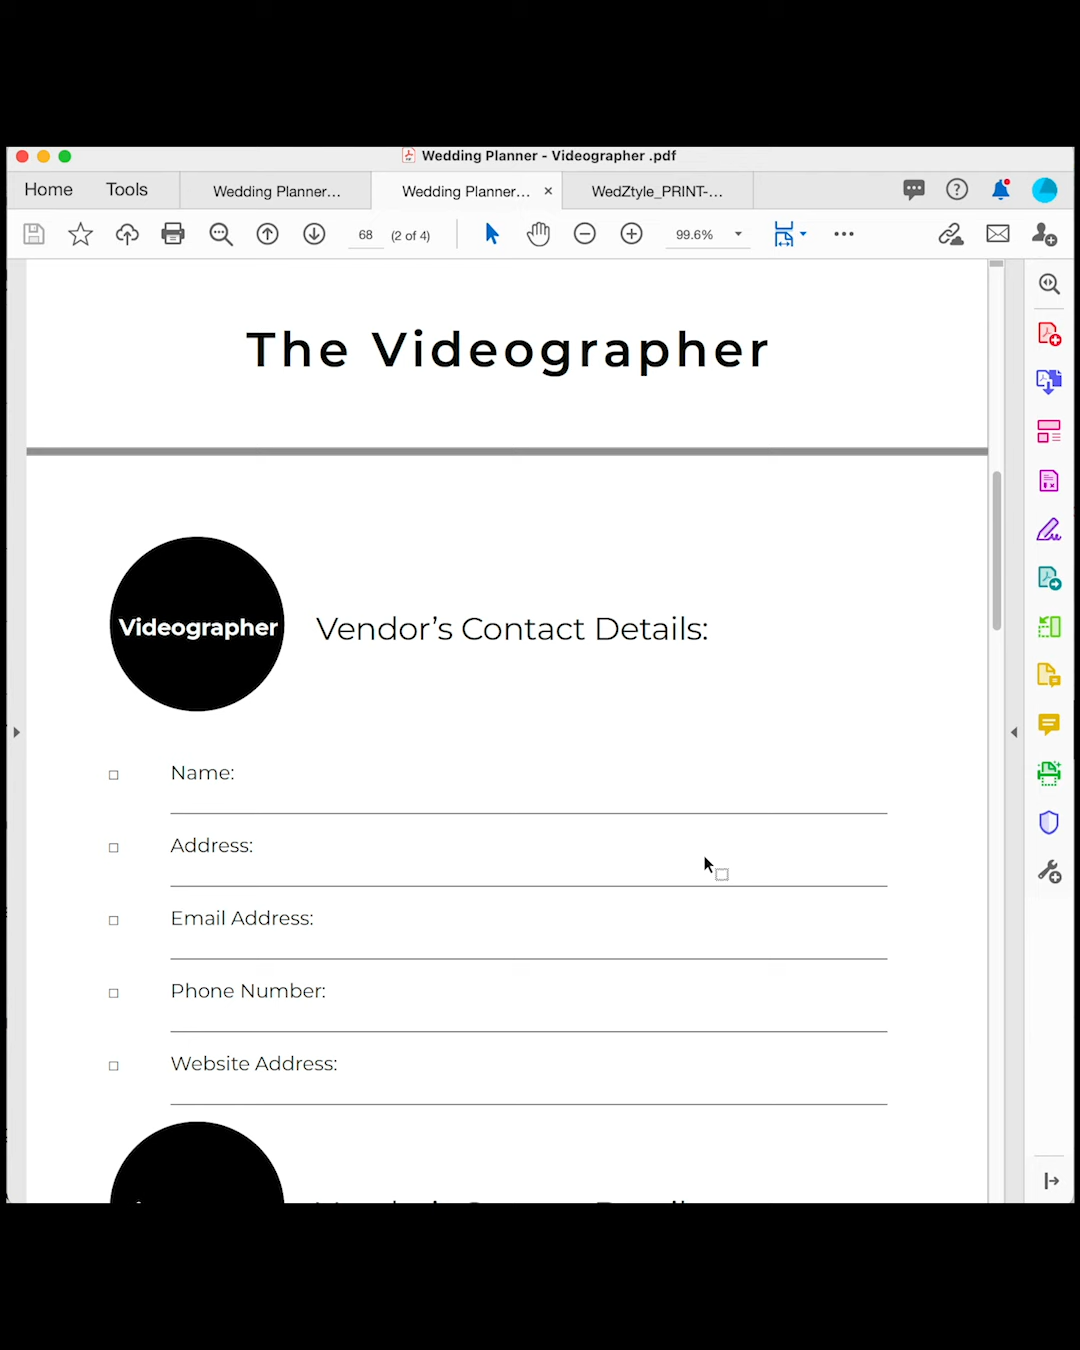 Wedding Planner - Videographer .pdf
Home Tools Wedding Planner... Wedding Planner... × WedZtyle_PRINT-...
68 (2 of 4) 99.6%
The Videographer
Videographer Vendor’s Contact Details:
Name:
Address:
Email Address:
Phone Number:
Website Address: